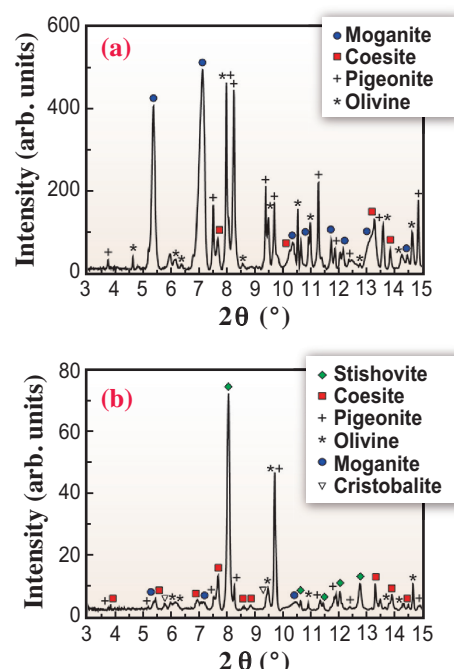 (a)
Moganite
Coesite
Pigeonite
Olivine
Intensity (arb. units)
600
400
200
0
3 4 5 6 7 8 9 10 11 12 13 14 15
2θ (°)
(b)
Stishovite
Coesite
Pigeonite
Olivine
Moganite
Cristobalite
Intensity (arb. units)
80
60
40
20
0
3 4 5 6 7 8 9 10 11 12 13 14 15
2θ (°)